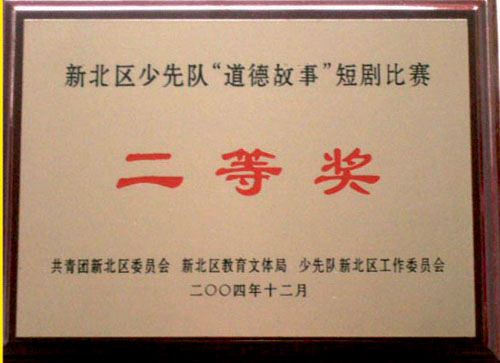 新北区少先队“道德故事”短剧比赛
二等奖
共青团新北区委员会 新北区教育文体局 少先队新北区工作委员会
二〇〇四年十二月